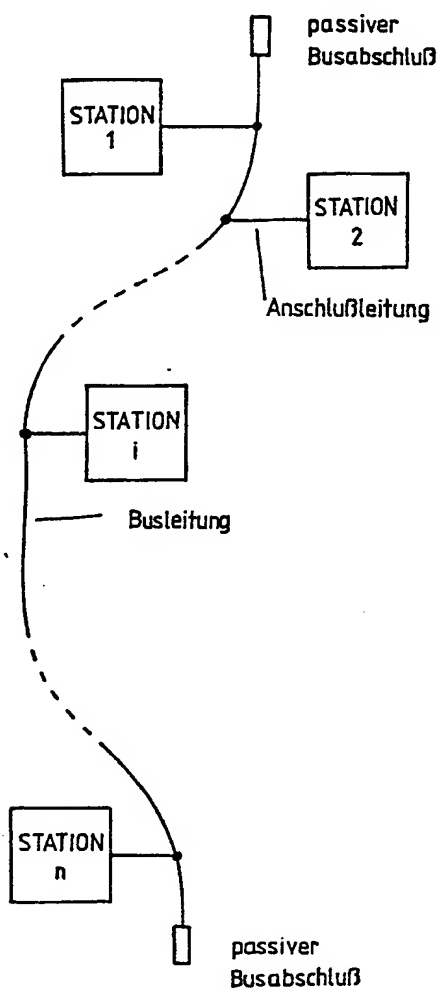 passiver
Busabschluß
STATION
1
STATION
2
Anschlußleitung
STATION
i
Busleitung
STATION
n
passiver
Busabschluß